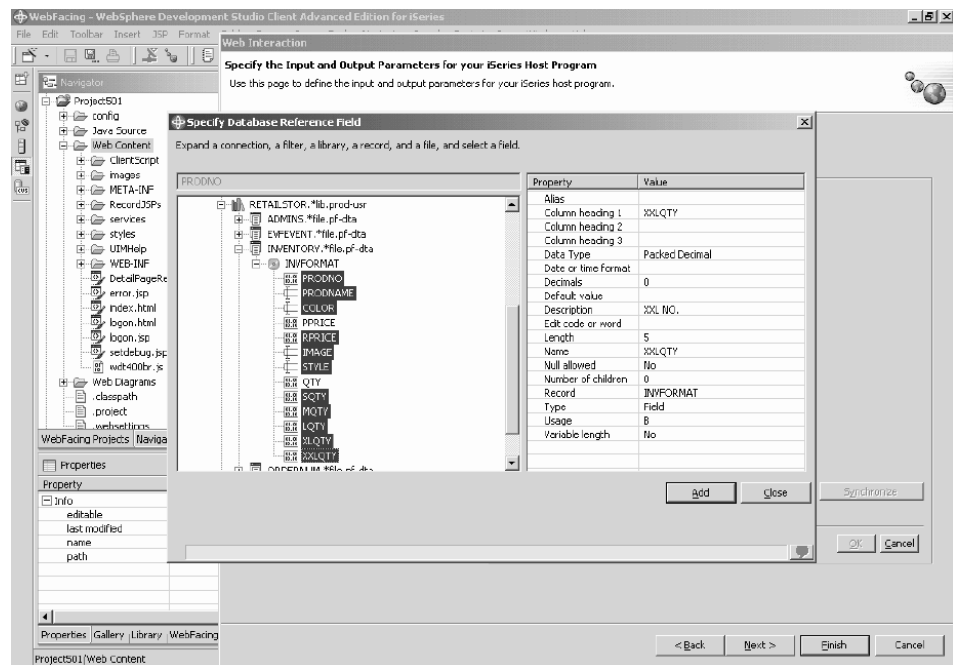 WebFacing - WebSphere Development Studio Client Advanced Edition for iSeries
File Edit Toolbar Insert JSP Format
Web Interaction
Specify the Input and Output Parameters for your iSeries Host Program
Use this page to define the input and output parameters for your iSeries host program.
Navigator
Project501
config
Java Source
Web Content
ClientScript
images
META-INF
RecordJSPs
services
styles
UIMHelp
WEB-INF
DetailPageRe
error.jsp
index.html
logon.html
logon.jsp
setdebug.jsp
wdt400br.js
Web Diagrams
.classpath
.project
.websettings
WebFacing Projects Naviga
Properties
Property
Info
editable
last modified
name
path
Properties Gallery Library WebFacing
Project501/Web Content
Specify Database Reference Field
Expand a connection, a filter, a library, a record, and a file, and select a field.
PRODNO
RETAILSTOR.*lib.prod-usr
ADMINS.*file.pf-dta
EVFEVENT.*file.pf-dta
INVENTORY.*file.pf-dta
INVFORMAT
PRODNO
PRODNAME
COLOR
PPRICE
RPRICE
IMAGE
STYLE
QTY
SQTY
MQTY
LQTY
XLQTY
XXLQTY
ORDERNUM.*file.pf-dta
Property Value
Alias
Column heading 1 XXLQTY
Column heading 2
Column heading 3
Data Type Packed Decimal
Date or time format
Decimals 0
Default value
Description XXL NO.
Edit code or word
Length 5
Name XXLQTY
Null allowed No
Number of children 0
Record INVFORMAT
Type Field
Usage B
Variable length No
Add Close
Synchronize
OK Cancel
< Back Next > Finish Cancel